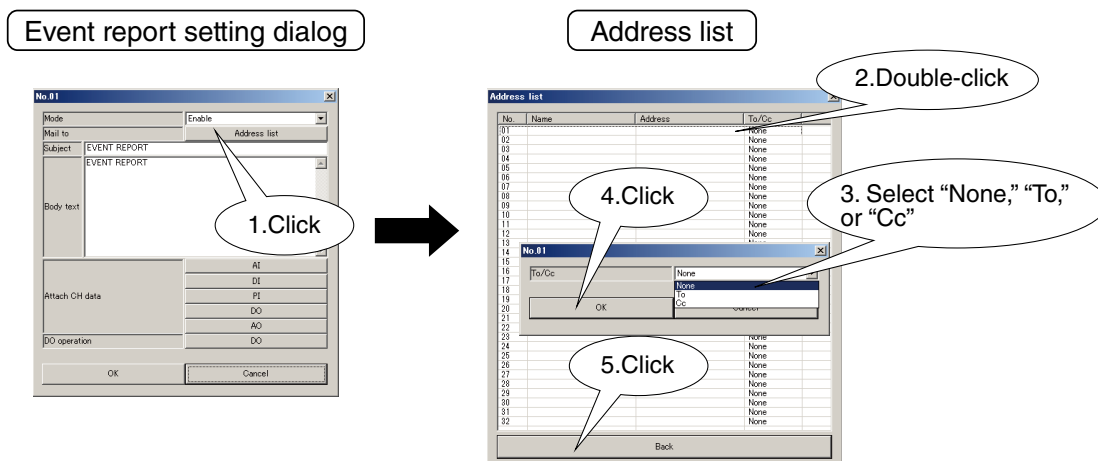 Event report setting dialog
Address list
No.01
Mode
Enable
Mail to
Address list
Subject
EVENT REPORT
Body text
EVENT REPORT
1.Click
Attach CH data
AI
DI
PI
DO
AO
DO operation
DO
OK
Cancel
Address list
2.Double-click
No. Name Address To/Cc
01 None
02 None
03 None
04 None
05 None
06 None
07 None
08 None
09 None
10 None
11 None
12 None
13
14
15
16
17
18
19
20
21
22
23 None
24 None
25 None
26 None
27 None
28 None
29 None
30 None
31 None
32 None
4.Click
3. Select “None,” “To,”
or “Cc”
No.01
To/Cc
None
None
To
Cc
OK
5.Click
Back